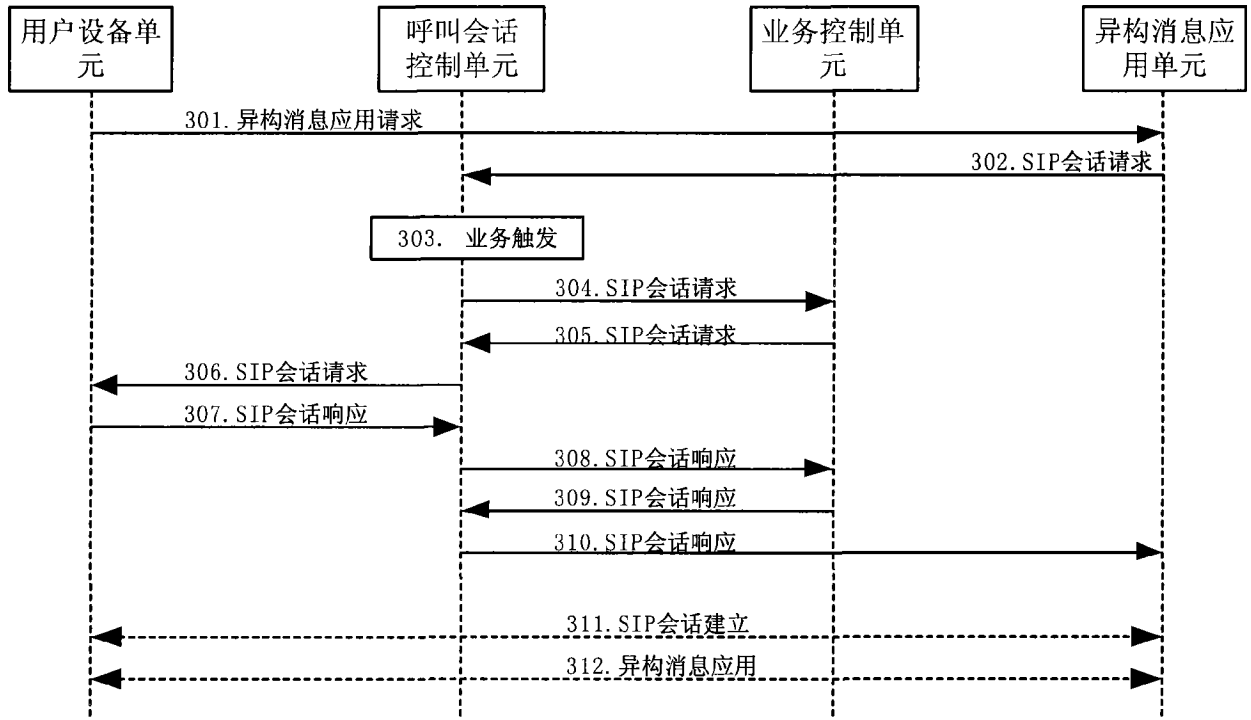 用户设备单
元
呼叫会话
控制单元
业务控制单
元
异构消息应
用单元
301.异构消息应用请求
302.SIP会话请求
303. 业务触发
304.SIP会话请求
305.SIP会话请求
306.SIP会话请求
307.SIP会话响应
308.SIP会话响应
309.SIP会话响应
310.SIP会话响应
311.SIP会话建立
312.异构消息应用